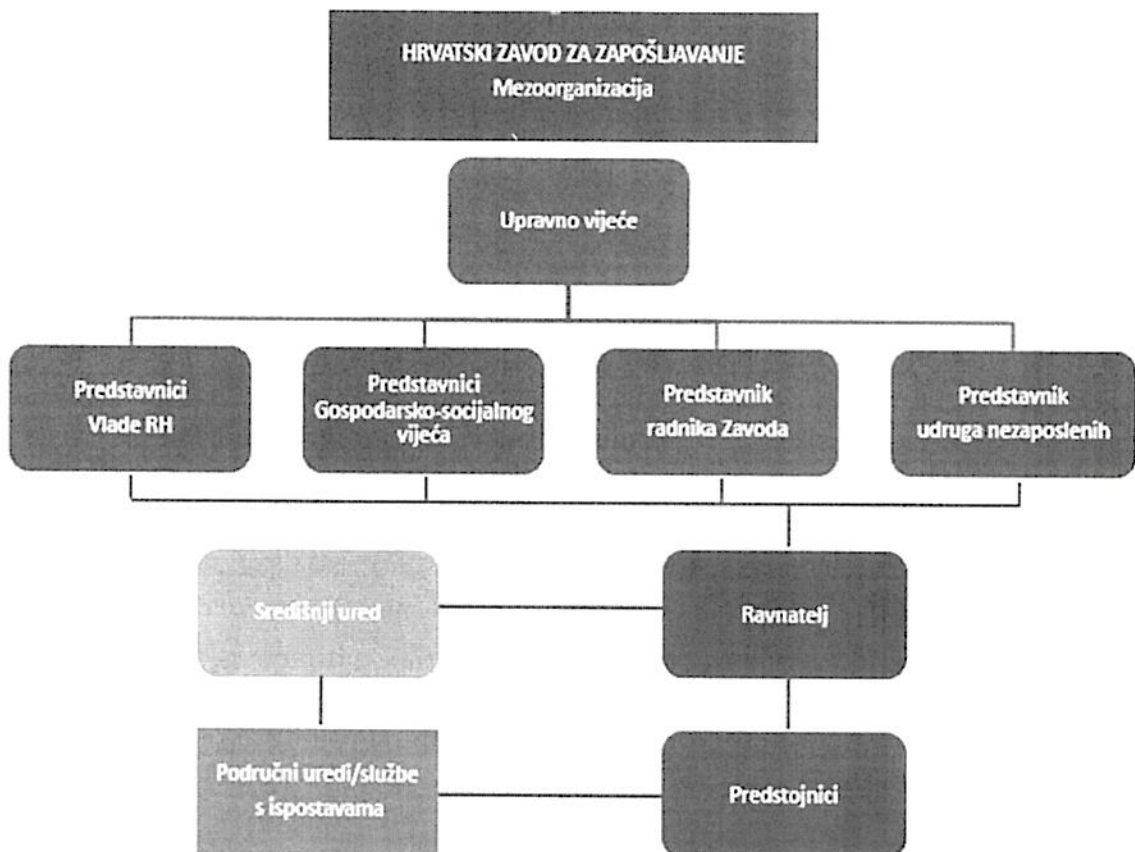 HRVATSKI ZAVOD ZA ZAPOŠLJAVANJE
Mezoorganizacija
Upravno vijeće
Predstavnici
Vlade RH
Predstavnici
Gospodarsko-socijalnog
vijeća
Predstavnik
radnika Zavoda
Predstavnik
udruga nezaposlenih
Središnji ured
Ravnatelj
Područni uredi/službe
s ispostavama
Predstojnici